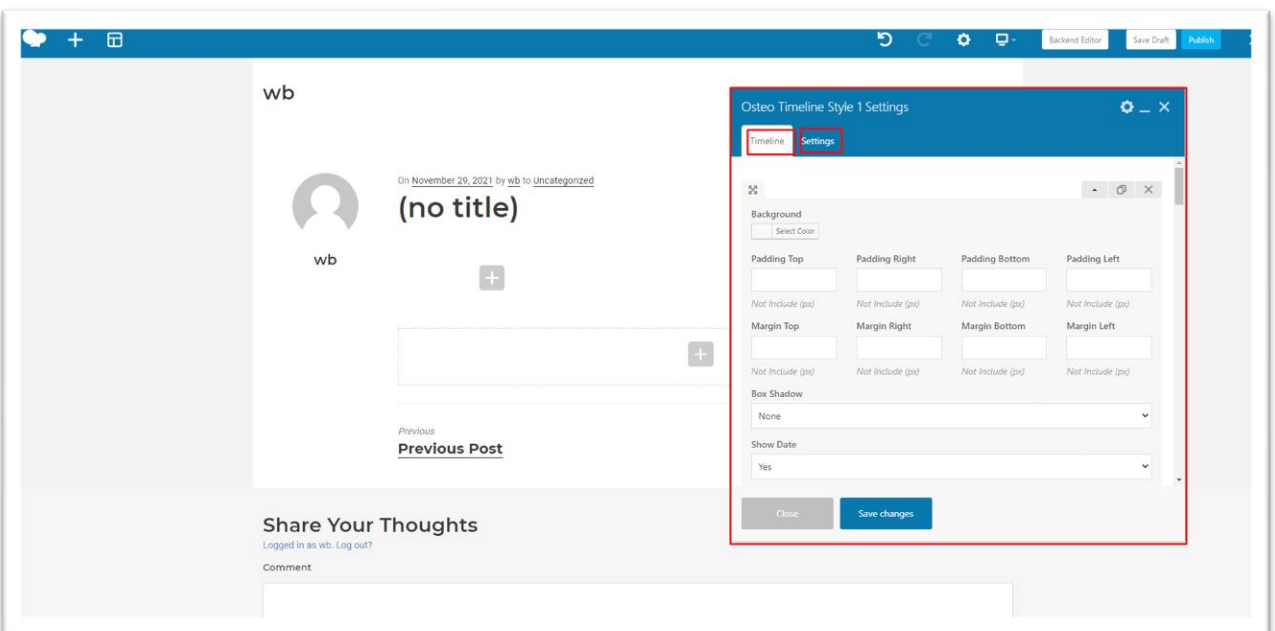 Backend Editor Save Draft Publish
wb
On November 29, 2021 by wb to Uncategorized
(no title)
wb
Previous
Previous Post
Share Your Thoughts
Logged in as wb. Log out?
Comment
Osteo Timeline Style 1 Settings
Timeline Settings
Background
Select Color
Padding Top Padding Right Padding Bottom Padding Left
Not Include (px) Not Include (px) Not Include (px) Not Include (px)
Margin Top Margin Right Margin Bottom Margin Left
Not Include (px) Not Include (px) Not Include (px) Not Include (px)
Box Shadow
None
Show Date
Yes
Close Save changes